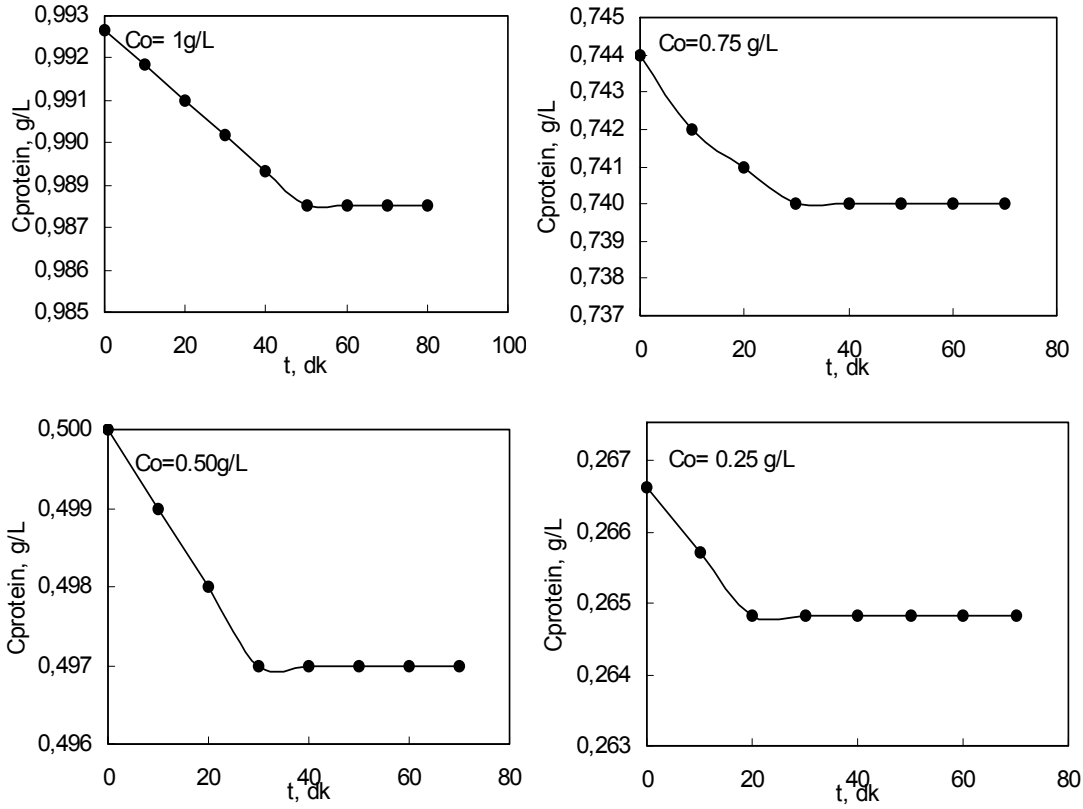 0,993
0,992
0,991
0,990
0,989
0,987
0,986
0,985
Cprotein, g/L
Co= 1g/L
0 20 40 60 80 100
t, dk
0,745
0,744
0,743
0,742
0,741
0,740
0,739
0,738
0,737
Cprotein, g/L
Co=0.75 g/L
0 20 40 60 80
t, dk
0,500
0,499
0,498
0,497
0,496
Cprotein, g/L
Co=0.50g/L
0 20 40 60 80
t, dk
0,267
0,266
0,265
0,264
0,263
Cprotein, g/L
Co= 0.25 g/L
0 20 40 60 80
t, dk